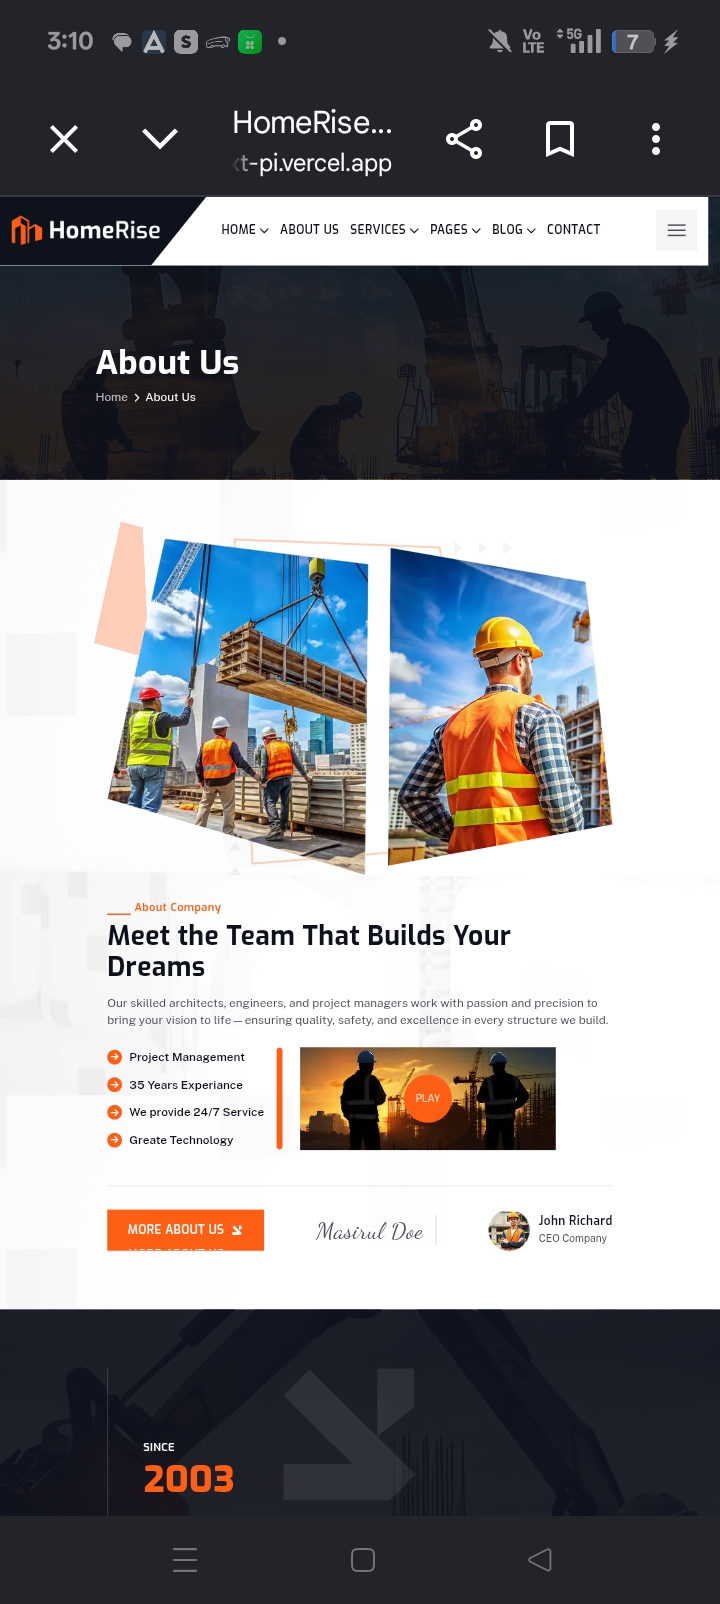 3:10
Vo LTE 5G 7
HomeRise...
t-pi.vercel.app
HomeRise
HOME ABOUT US SERVICES PAGES BLOG CONTACT
About Us
Home > About Us
About Company
Meet the Team That Builds Your
Dreams
Our skilled architects, engineers, and project managers work with passion and precision to
bring your vision to life—ensuring quality, safety, and excellence in every structure we build.
Project Management
35 Years Experiance
We provide 24/7 Service
Greate Technology
PLAY
MORE ABOUT US
Masirul Doe
John Richard
CEO Company
SINCE
2003